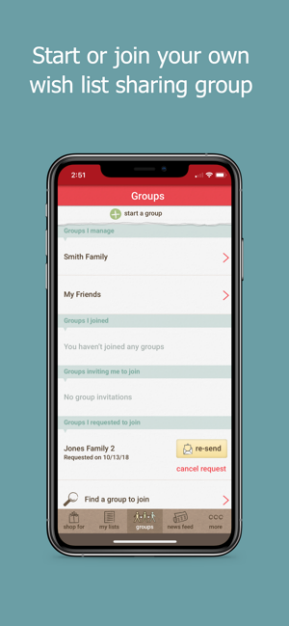 Start or join your own
wish list sharing group
2:51
Groups
start a group
Groups I manage
Smith Family
My Friends
Groups I joined
You haven't joined any groups
Groups inviting me to join
No group invitations
Groups I requested to join
Jones Family 2
re-send
Requested on 10/13/18
cancel request
Find a group to join
shop for my lists groups news feed more